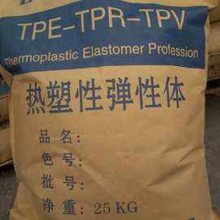 TPE-TPR-TPV
Thermoplastic Elastomer Profession
热塑性弹性体
品名：
色号：
批号：
净重：25KG